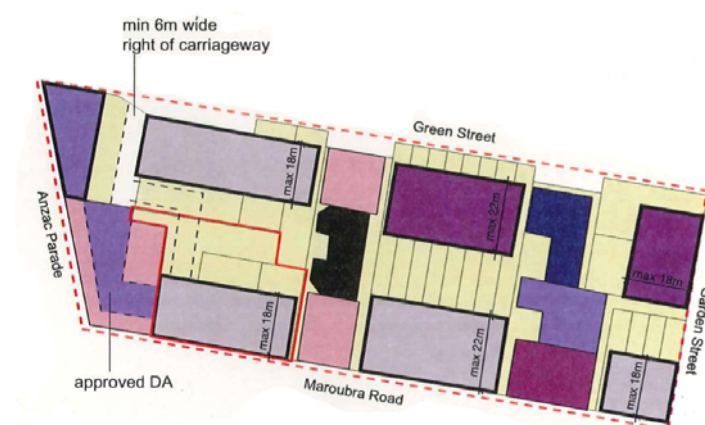 min 6m wide
right of carriageway
Green Street
max 18m
Anzac Parade
max 22m
max 18m
Garden Street
max 18m
max 22m
max 18m
approved DA
Maroubra Road